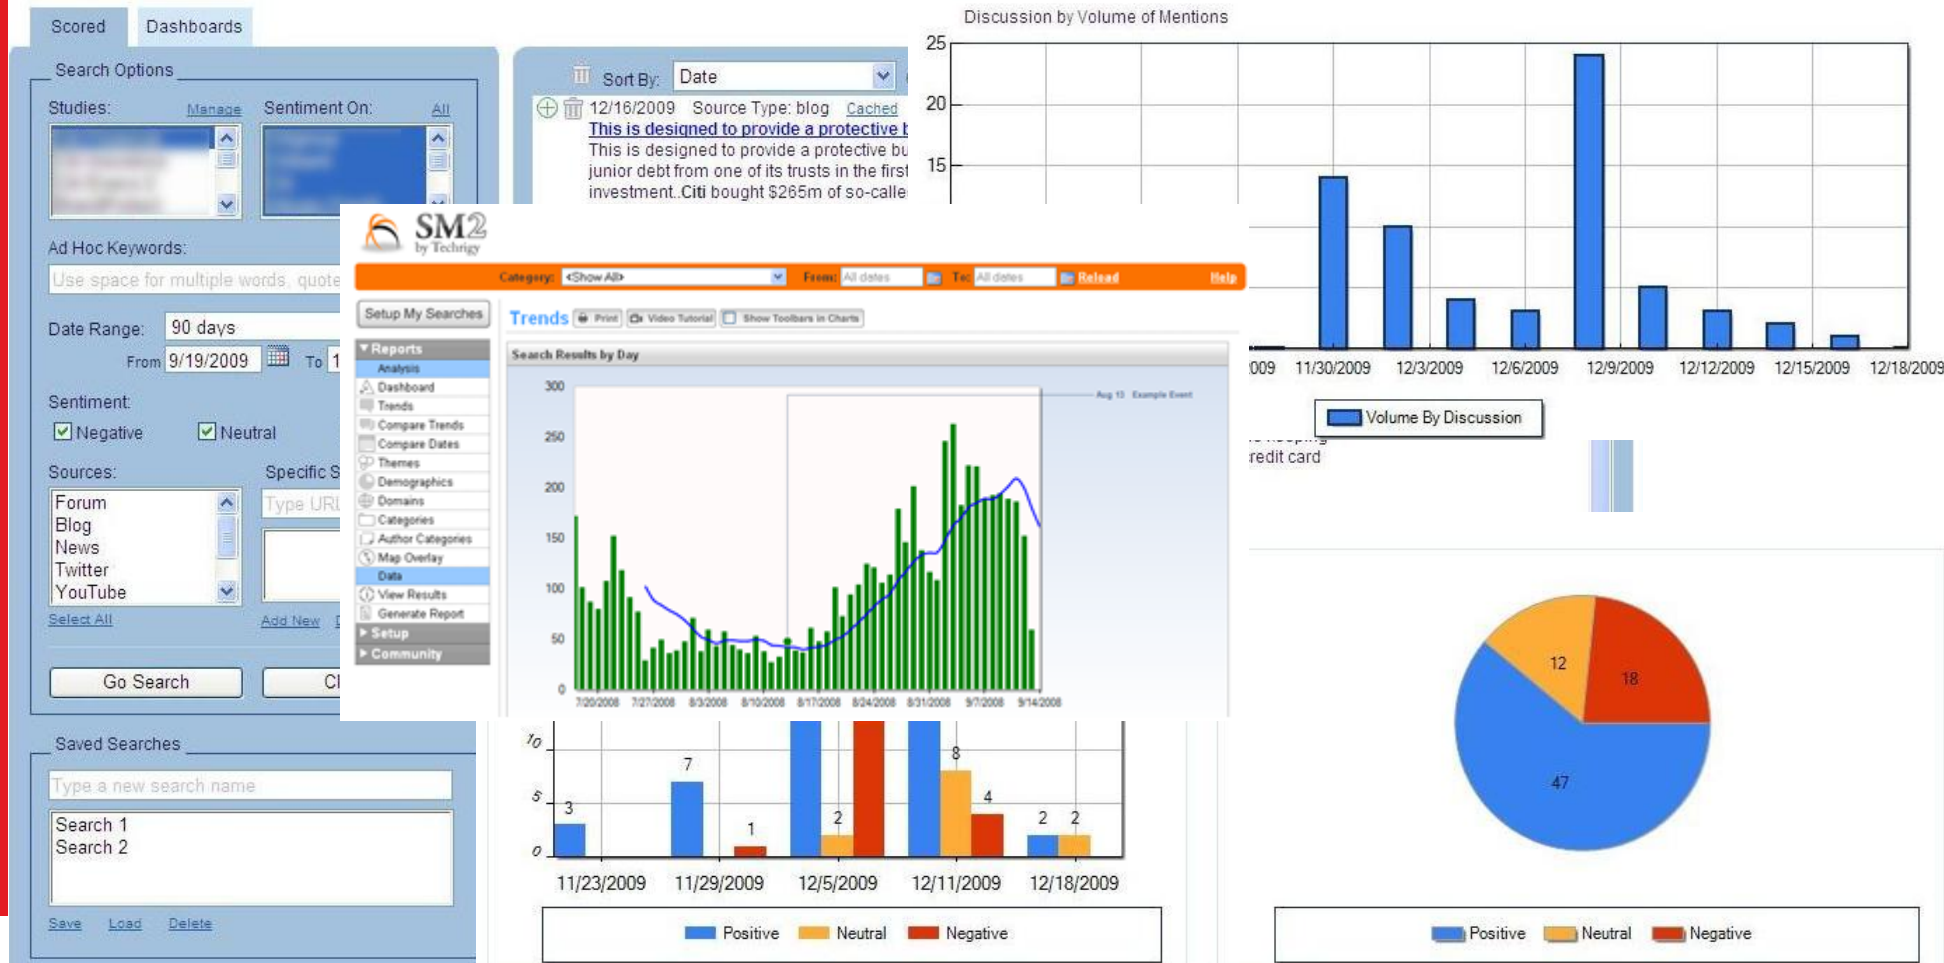 Scored
Dashboards
Search Options
Studies:
Manage
Sentiment On:
All
Ad Hoc Keywords:
Use space for multiple words, quote
Date Range:
90 days
From
9/19/2009
To
1
Sentiment:
Negative
Neutral
Sources:
Specific S
Forum
Blog
News
Twitter
YouTube
Type URL
Select All
Add New
Go Search
Cl
Saved Searches
Type a new search name
Search 1
Search 2
Save
Load
Delete
Sort By:
Date
12/16/2009 Source Type: blog Cached
This is designed to provide a protective b
This is designed to provide a protective bu
junior debt from one of its trusts in the first
investment..Citi bought $265m of so-calle
Discussion by Volume of Mentions
25
20
15
009
11/30/2009
12/3/2009
12/6/2009
12/9/2009
12/12/2009
12/15/2009
12/18/2009
Volume By Discussion
redit card
SM2
by Techrigy
Category:
<Show All>
From:
All dates
To:
All dates
Reload
Help
Setup My Searches
Trends
Print
Video Tutorial
Show Toolbars in Charts
Reports
Analysis
Dashboard
Trends
Compare Trends
Compare Dates
Themes
Demographics
Domains
Categories
Author Categories
Map Overlay
Data
View Results
Generate Report
Setup
Community
Search Results by Day
300
250
200
150
100
50
0
Aug 13 Example Event
7/20/2008
7/27/2008
8/3/2008
8/10/2008
8/17/2008
8/24/2008
8/31/2008
9/7/2008
9/14/2008
10
5
0
3
7
1
2
8
4
2
2
11/23/2009
11/29/2009
12/5/2009
12/11/2009
12/18/2009
Positive
Neutral
Negative
12
18
47
Positive
Neutral
Negative